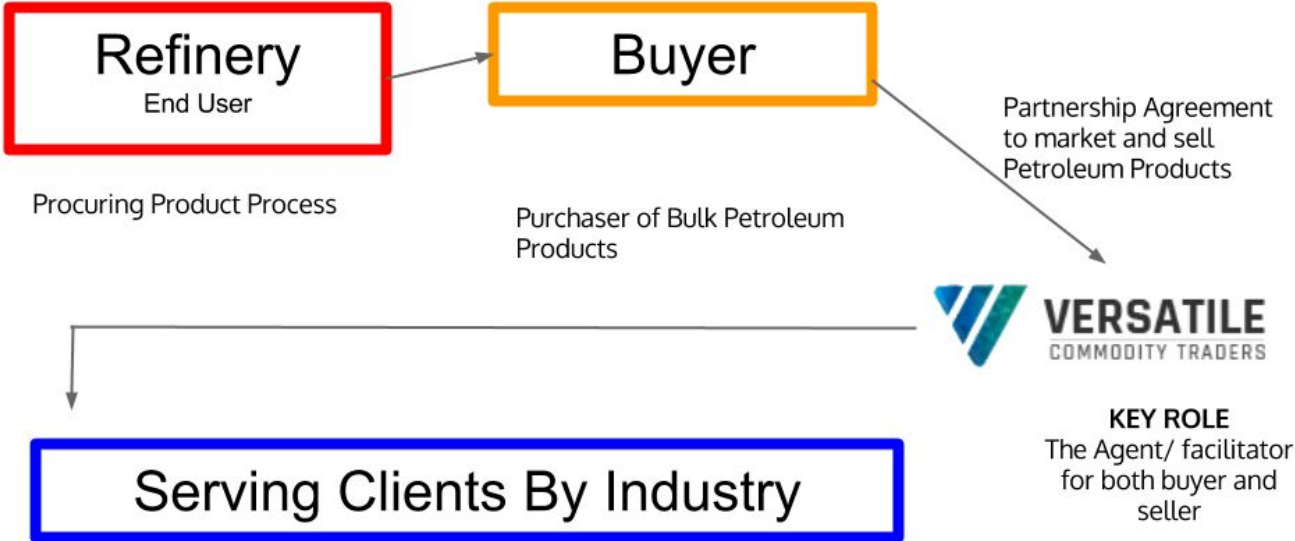 Refinery
End User
Buyer
Partnership Agreement
to market and sell
Petroleum Products
Procuring Product Process
Purchaser of Bulk Petroleum
Products
VERSATILE
COMMODITY TRADERS
KEY ROLE
The Agent/ facilitator
for both buyer and
seller
Serving Clients By Industry